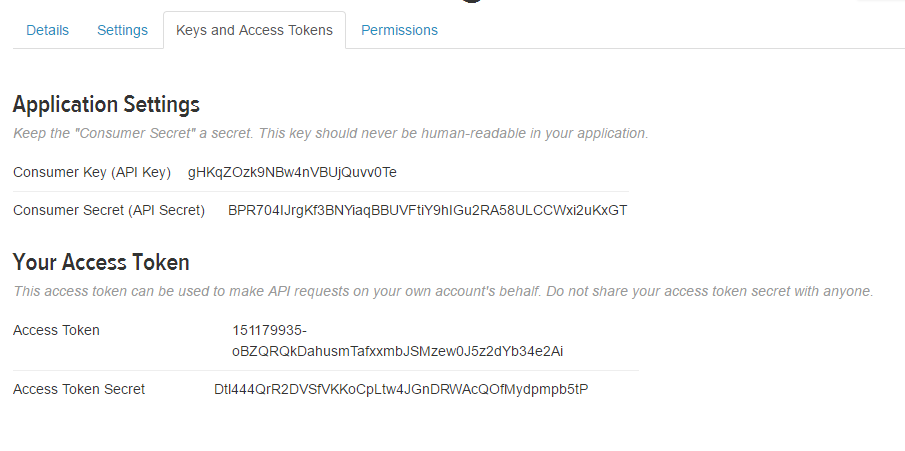 Details Settings Keys and Access Tokens Permissions
Application Settings
Keep the "Consumer Secret" a secret. This key should never be human-readable in your application.
Consumer Key (API Key) gHKqZOzk9NBw4nVBUjQuvv0Te
Consumer Secret (API Secret)
Your Access Token
This access token can be used to make API requests on your own account's behalf. Do not share your access token secret with anyone.
Access Token 151179935-
oBZQRQkDahusmTafxxmbJSMzew0J5z2dYb34e2Ai
Access Token Secret